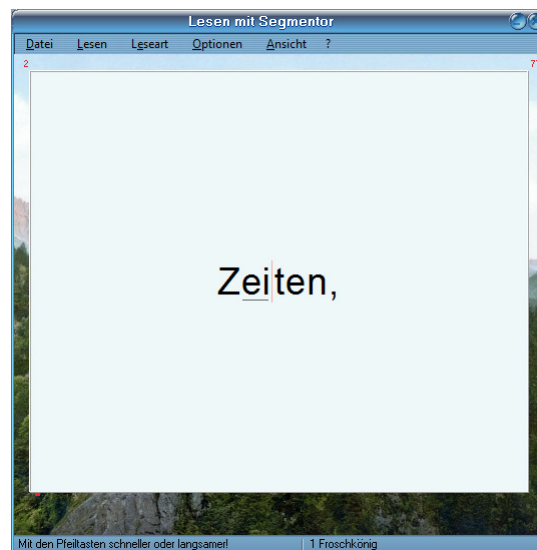 Lesen mit Segmentor
Datei Lesen Leseart Optionen Ansicht ?
2
Zeiten,
Mit den Pfeiltasten schneller oder langsamer! 1 Froschkönig